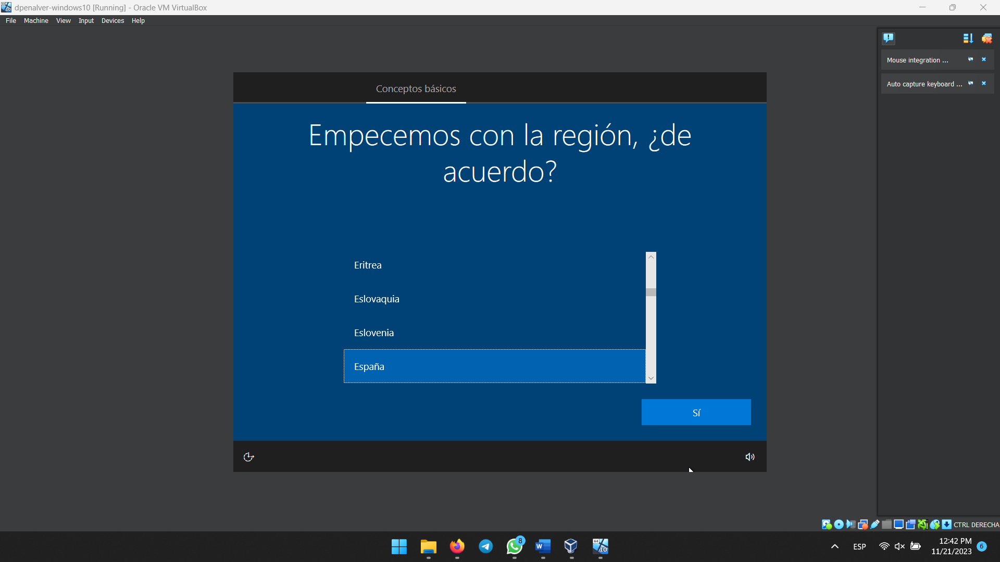 dpenalver-windows10 [Running] - Oracle VM VirtualBox
File Machine View Input Devices Help
Mouse integration ...
Auto capture keyboard ...
Conceptos básicos
Empecemos con la región, ¿de
acuerdo?
Eritrea
Eslovaquia
Eslovenia
España
Sí
CTRL DERECHA
8
W
64
10
ESP
12:42 PM
11/21/2023
6